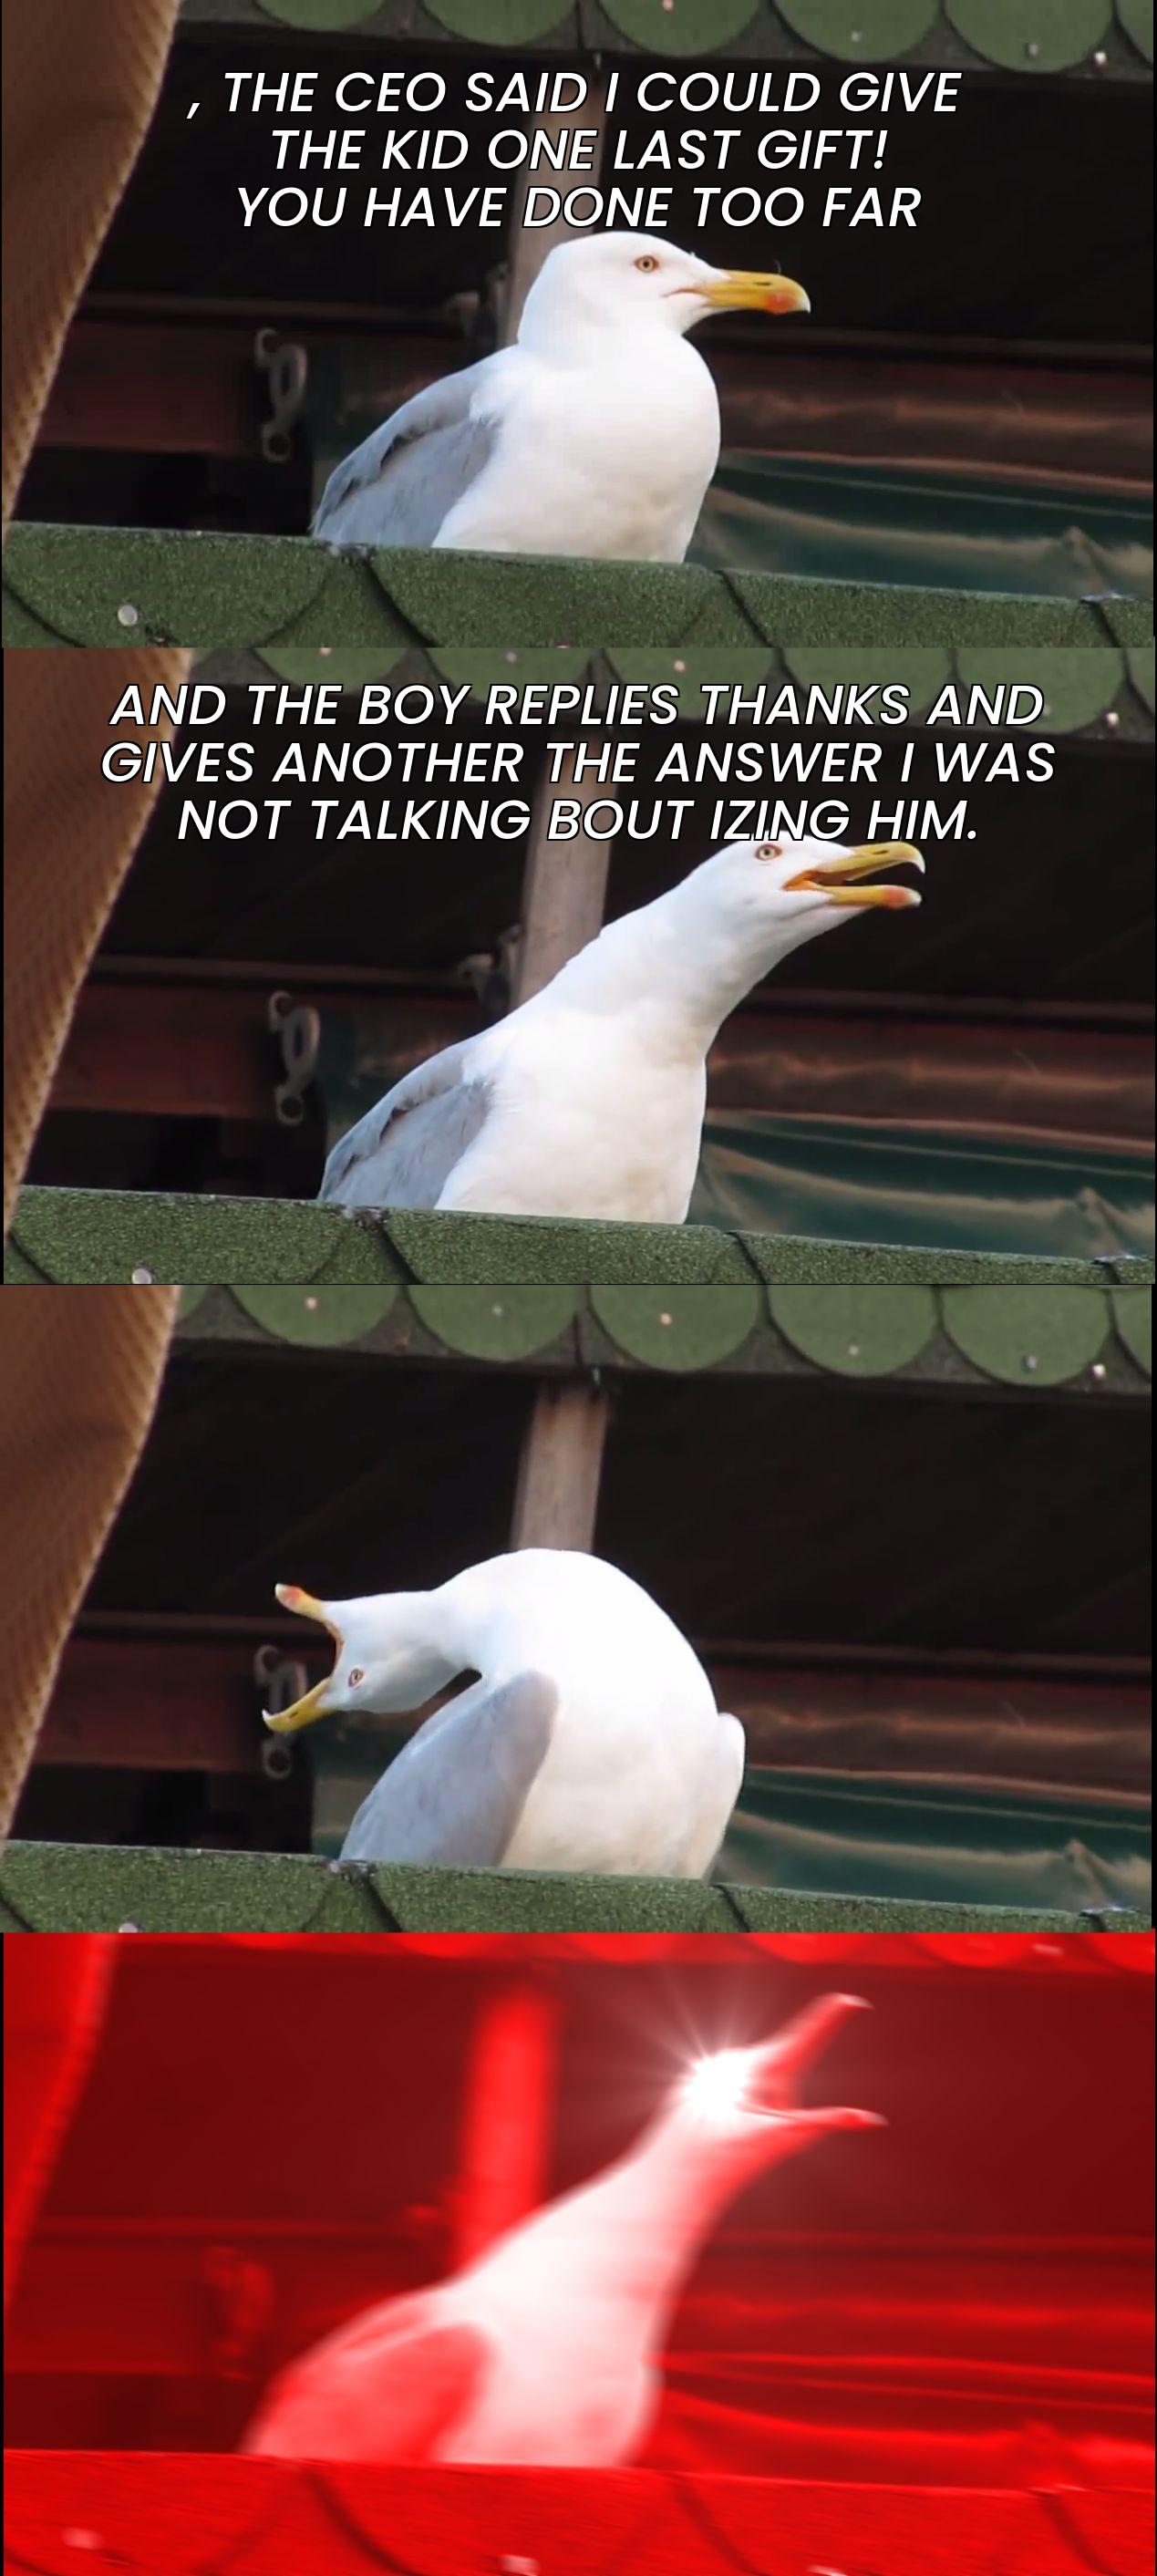 , THE CEO SAID I COULD GIVE
THE KID ONE LAST GIFT!
YOU HAVE DONE TOO FAR
AND THE BOY REPLIES THANKS AND
GIVES ANOTHER THE ANSWER I WAS
NOT TALKING BOUT IZING HIM.